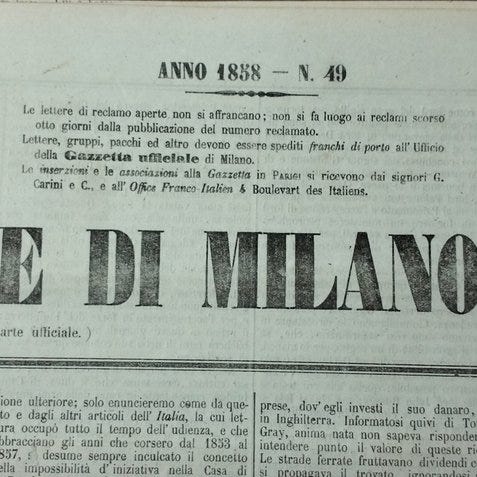 ANNO 1858 — N. 49
Le lettere di reclamo aperte non si affrancano; non si fa luogo ai reclami scorso
otto giorni dalla pubblicazione del numero reclamato.
Lettere, gruppi, pacchi ed altro devono essere spediti franchi di porto all' Ufficio
della Gazzetta ufficiale di Milano.
Le inserzioni e le associazioni alla Gazzetta in PARIGI si ricevono dai signori G.
Carini e C., e all' Office Franco-Italien & Boulevart des Italiens.
E DI MILANO
arte ufficiale. )
zione ulteriore; solo enuncieremo come da que-
to e dagli altri articoli dell' Italia, la cui let-
ura occupò tutto il tempo dell'udienza, e che
bbracciano gli anni che corsero dal 1853 al
857, si desume sempre inculcato il concetto
della impossibilità d'iniziativa nella Casa di
prese, dov'egli investì il suo danaro,
in Inghilterra. Informatosi quivi di To
Gray, anima nata non sapeva risponder
intendere punto il valore di queste ri
Le strade ferrate fruttavano dividendi c
si propagava il trovato, ignorandosi